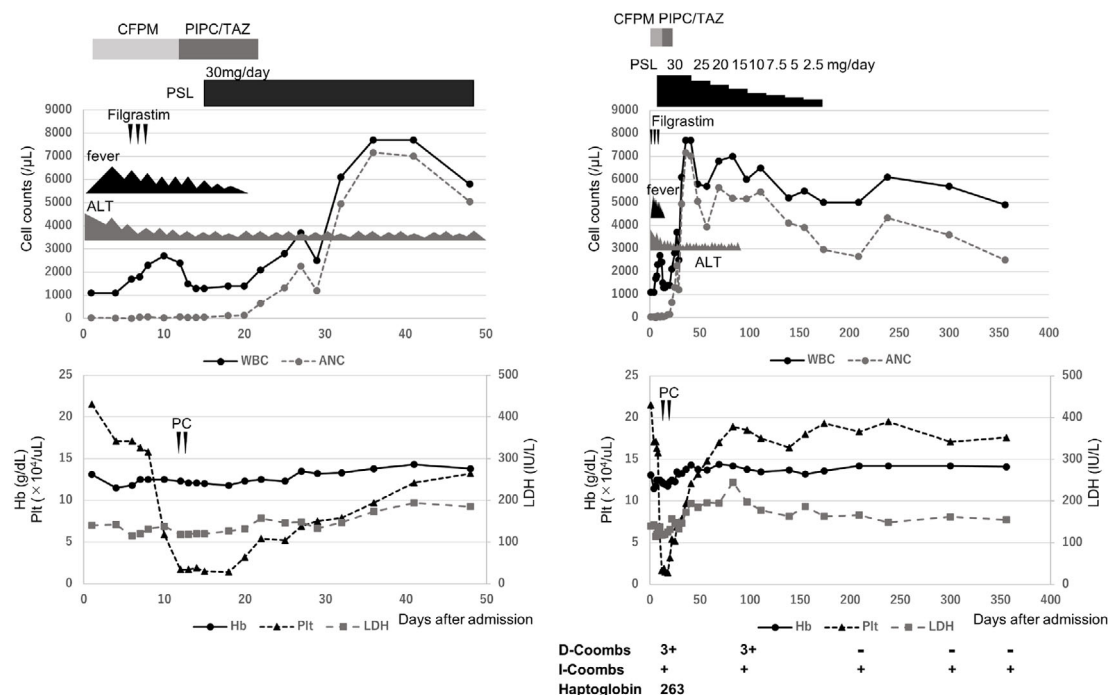 CFPM PIPC/TAZ
30mg/day
PSL
Filgrastim
fever
ALT
Cell counts (/μL)
9000
8000
7000
6000
5000
4000
3000
2000
1000
0
0 10 20 30 40 50
WBC ANC
CFPM PIPC/TAZ
PSL 30 25 20 15 10 7.5 5 2.5 mg/day
Filgrastim
fever
ALT
Cell counts (/μL)
9000
8000
7000
6000
5000
4000
3000
2000
1000
0
0 50 100 150 200 250 300 350 400
WBC ANC
PC
Hb (g/dL)
Plt (×10⁴/uL)
25
20
15
10
5
0
LDH (IU/L)
500
400
300
200
100
0
0 10 20 30 40 50
Days after admission
Hb Plt LDH
PC
Hb (g/dL)
Plt (×10⁴/uL)
25
20
15
10
5
0
LDH (IU/L)
500
400
300
200
100
0
0 50 100 150 200 250 300 350 400
Days after admission
Hb Plt LDH
D-Coombs 3+ 3+ - - -
I-Coombs + + + + +
Haptoglobin 263